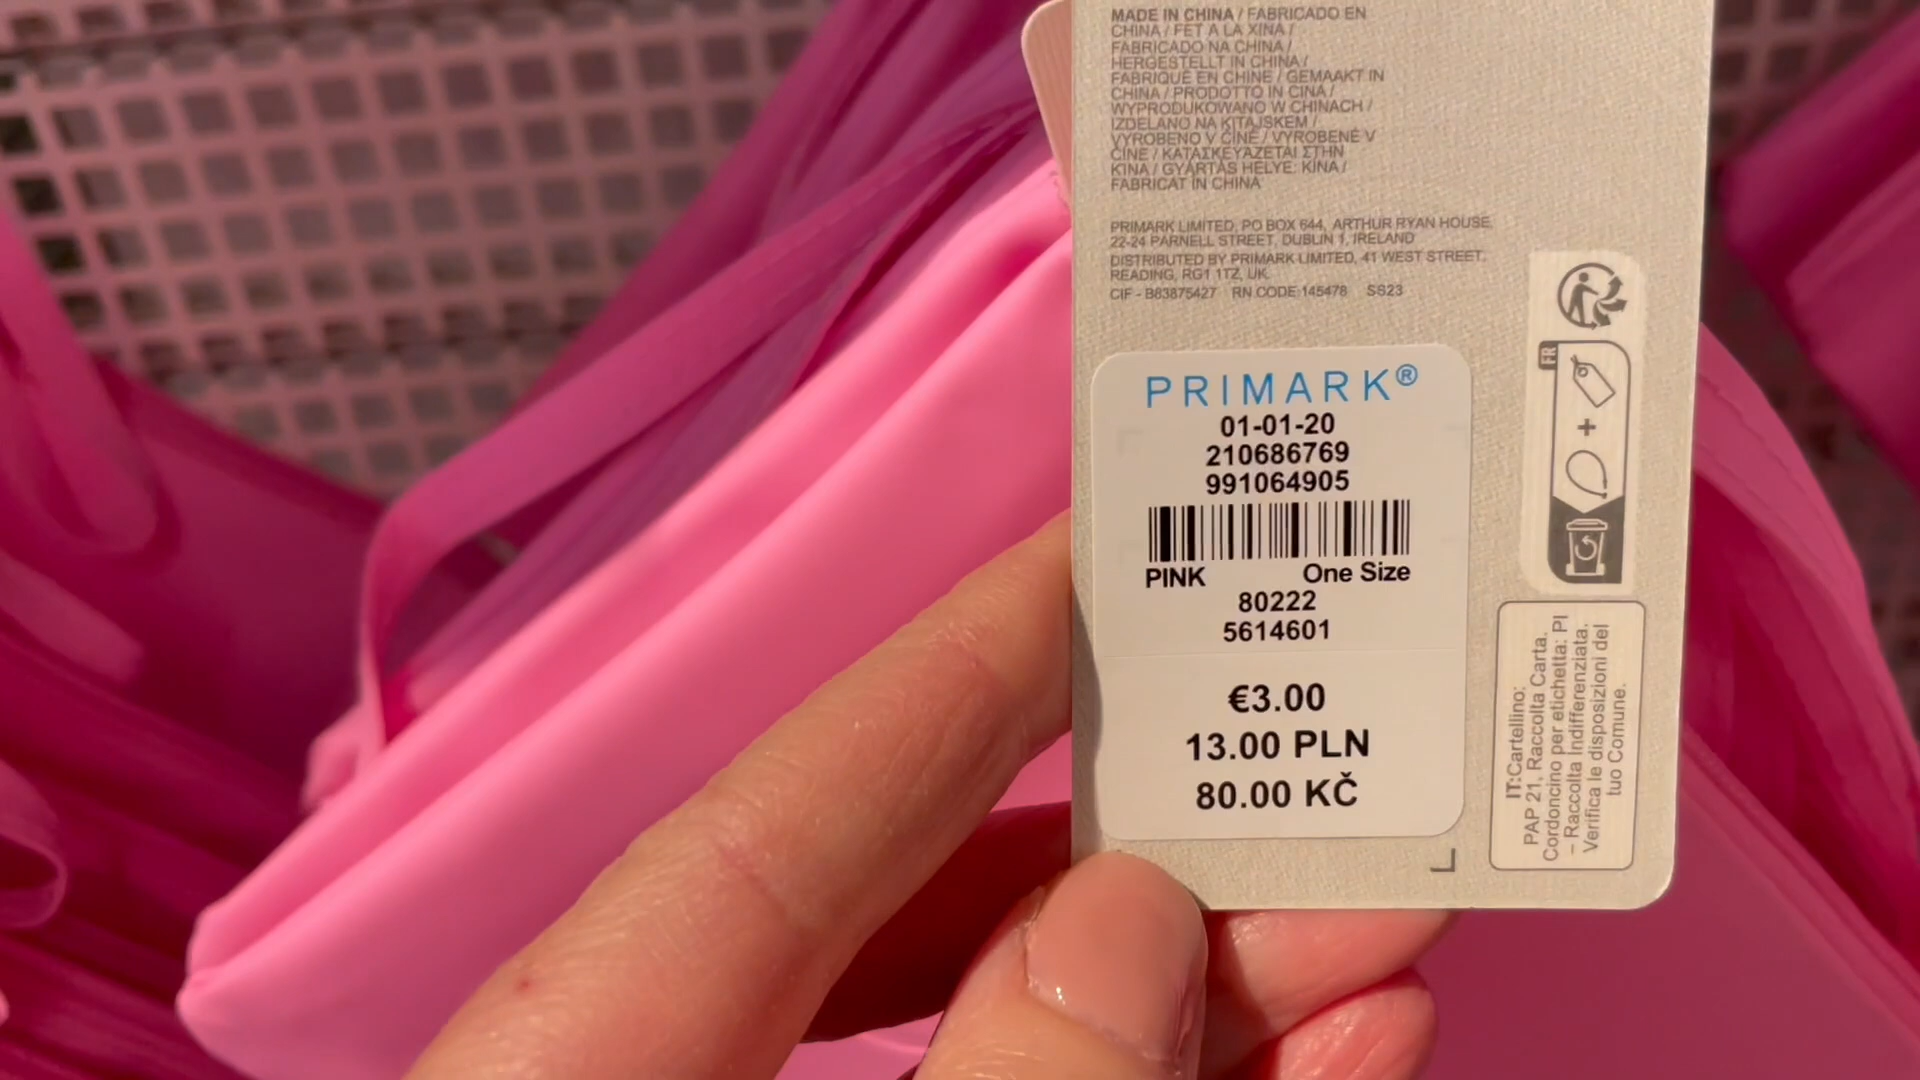 MADE IN CHINA / FABRICADO EN
CHINA / FET A LA XINA /
FABRICADO NA CHINA /
HERGESTELLT IN CHINA /
FABRIQUÉ EN CHINE / GEMAAKT IN
CHINA / PRODOTTO IN CINA /
WYPRODUKOWANO W CHINACH /
IZDELANO NA KITAJSKEM /
VYROBENO V ČÍNĚ / VYROBENÉ V
ČÍNE / ΚΑΤΑΣΚΕΥΑΖΕΤΑΙ ΣΤΗΝ
ΚΙΝΑ / GYÁRTÁS HELYE: KÍNA /
FABRICAT ÎN CHINA
PRIMARK LIMITED, PO BOX 644, ARTHUR RYAN HOUSE,
22-24 PARNELL STREET, DUBLIN 1, IRELAND
DISTRIBUTED BY PRIMARK LIMITED, 41 WEST STREET,
READING, RG1 1TZ, UK
CIF - B83875427 RN CODE 145478 SS23
PRIMARK®
01-01-20
210686769
991064905
PINK One Size
80222
5614601
€3.00
13.00 PLN
80.00 KČ
FR
+
IT:Cartellino:
PAP 21, Raccolta Carta.
Cordoncino per etichetta: PI
– Raccolta Indifferenziata.
Verifica le disposizioni del
tuo Comune.